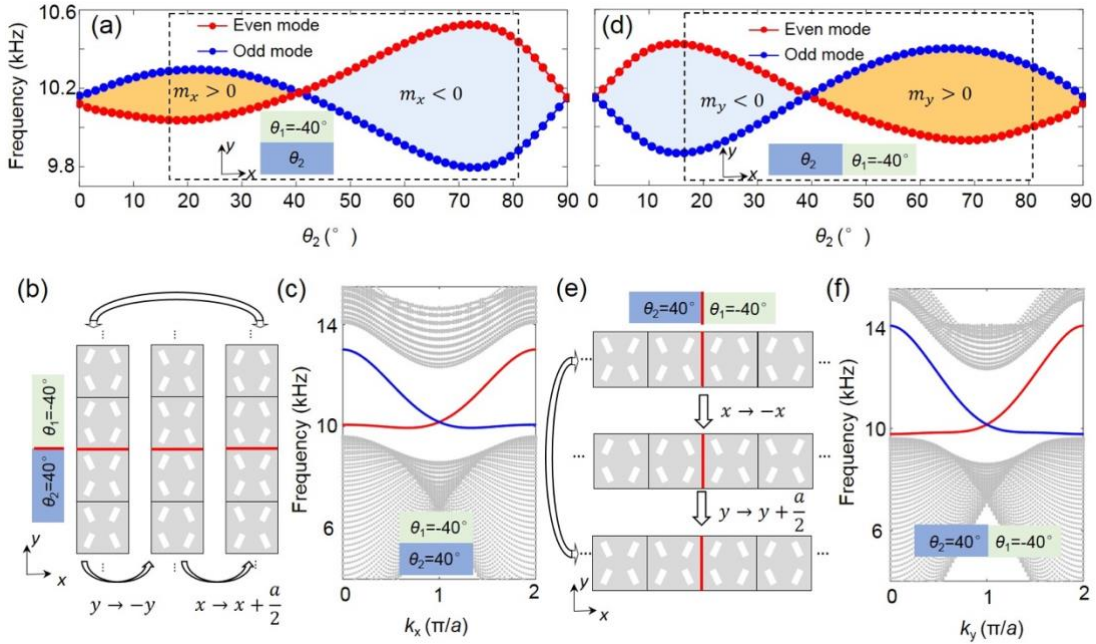 (a)
Even mode
Odd mode
Frequency (kHz)
10.6
10.2
9.8
m_x > 0
m_x < 0
θ₁=-40°
θ₂
y
x
0 10 20 30 40 50 60 70 80 90
θ₂ (°)
(d)
Even mode
Odd mode
m_y < 0
m_y > 0
θ₂ θ₁=-40°
y
x
0 10 20 30 40 50 60 70 80 90
θ₂ (°)
(b)
θ₁=-40°
θ₂=40°
y
x
y → -y
x → x + a/2
(c)
Frequency (kHz)
14
10
6
θ₁=-40°
θ₂=40°
0 1 2
kₓ (π/a)
(e)
θ₂=40° θ₁=-40°
x → -x
y → y + a/2
y
x
(f)
Frequency (kHz)
14
10
6
θ₂=40° θ₁=-40°
0 1 2
k_y (π/a)